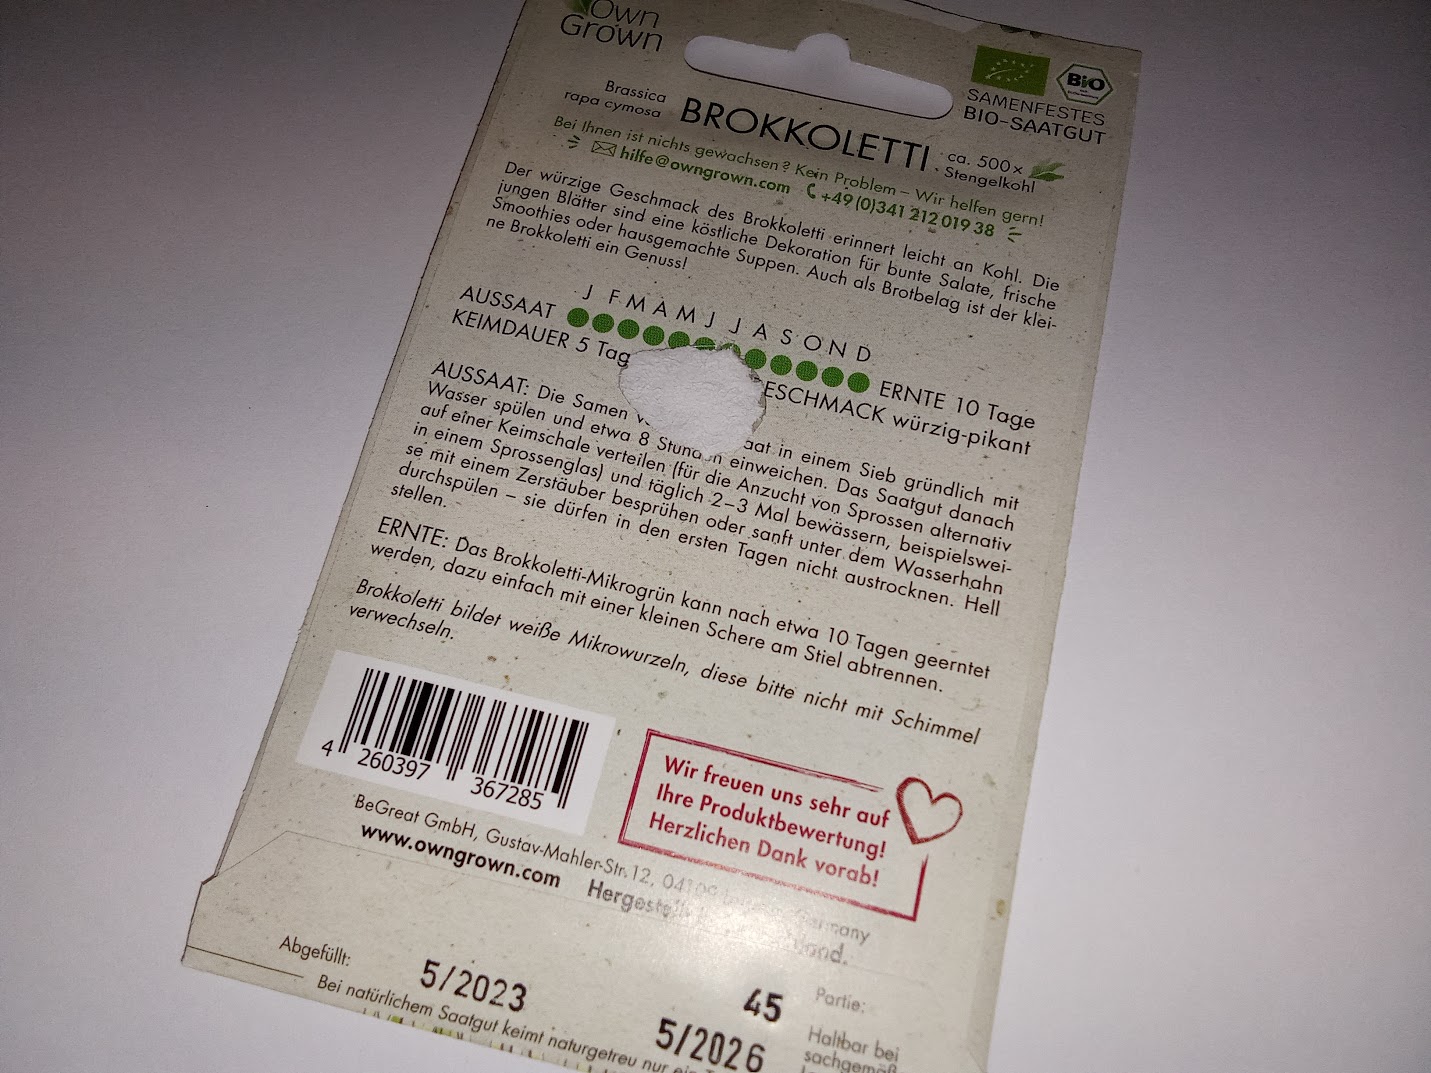 Own
Grown
BiO
SAMENFESTES
BIO-SAATGUT
Brassica
rapa cymosa
BROKKOLETTI
ca. 500x
Stengelkohl
Bei Ihnen ist nichts gewachsen? Kein Problem – Wir helfen gern!
hilfe@owngrown.com +49(0)341 212 019 38
Der würzige Geschmack des Brokkoletti erinnert leicht an Kohl. Die
jungen Blätter sind eine köstliche Dekoration für bunte Salate, frische
Smoothies oder hausgemachte Suppen. Auch als Brotbelag ist der klei-
ne Brokkoletti ein Genuss!
J F M A M J J A S O N D
AUSSAAT ERNTE 10 Tage
KEIMDAUER 5 Tag ESCHMACK würzig-pikant
AUSSAAT: Die Samen aat in einem Sieb gründlich mit
Wasser spülen und etwa 8 Stunden einweichen. Das Saatgut danach
auf einer Keimschale verteilen (für die Anzucht von Sprossen alternativ
in einem Sprossenglas) und täglich 2–3 Mal bewässern, beispielswei-
se mit einem Zerstäuber besprühen oder sanft unter dem Wasserhahn
durchspülen – sie dürfen in den ersten Tagen nicht austrocknen. Hell
stellen.
ERNTE: Das Brokkoletti-Mikrogrün kann nach etwa 10 Tagen geerntet
werden, dazu einfach mit einer kleinen Schere am Stiel abtrennen.
Brokkoletti bildet weiße Mikrowurzeln, diese bitte nicht mit Schimmel
verwechseln.
4 260397 367285
Wir freuen uns sehr auf
Ihre Produktbewertung!
Herzlichen Dank vorab!
BeGreat GmbH, Gustav-Mahler-Str. 12, 04109 Germany
www.owngrown.com
Abgefüllt: 5/2023
45 Partie:
5/2026 Haltbar bei
Bei natürlichem Saatgut keimt naturgetreu nur ein